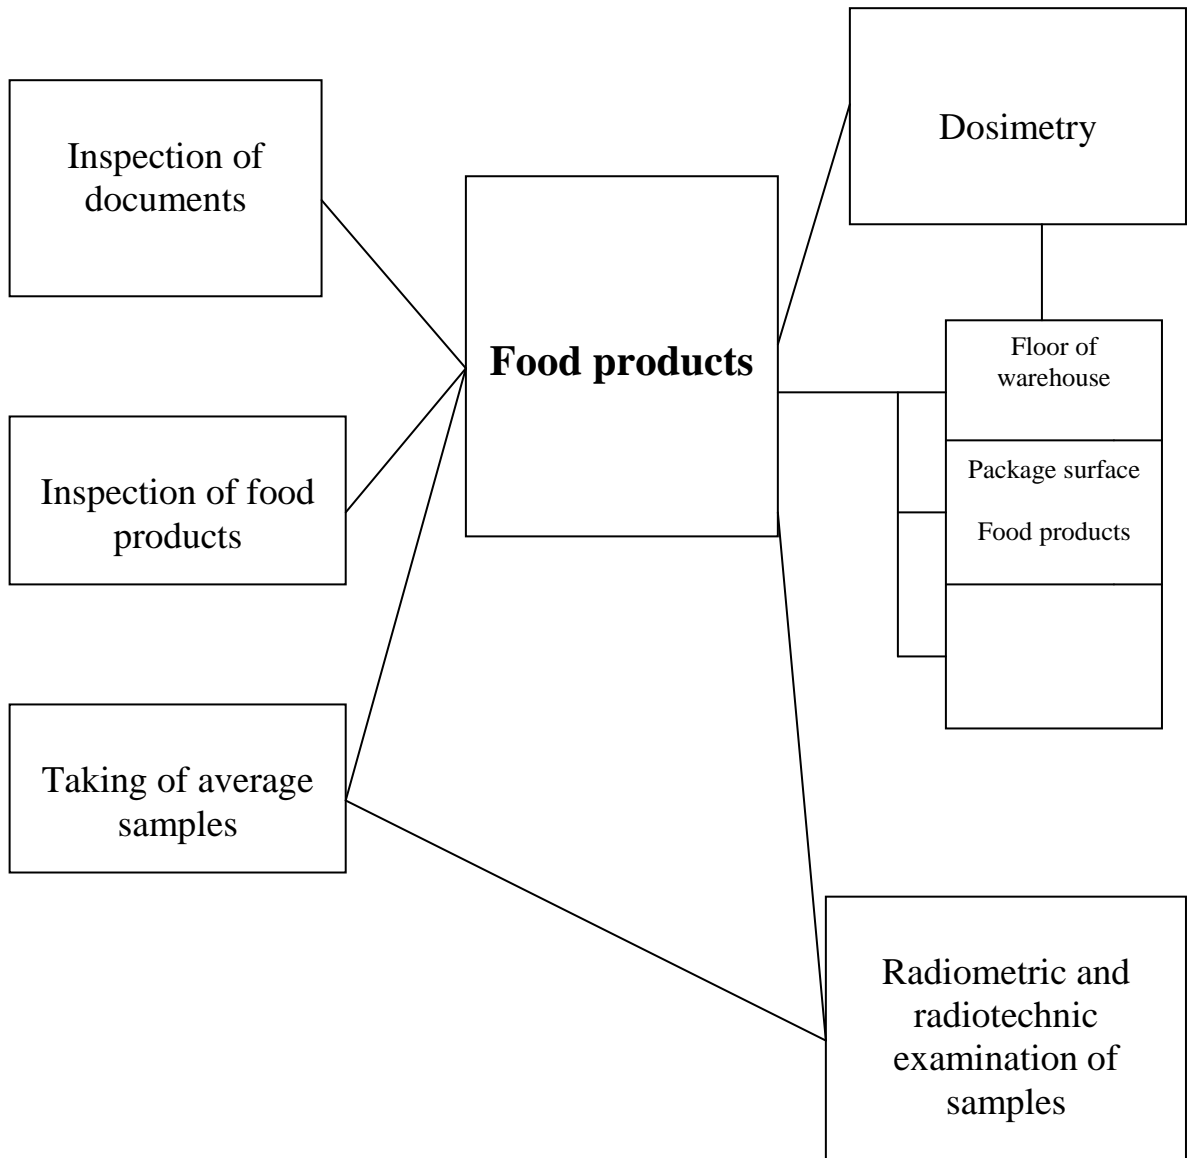 Inspection of
documents
Inspection of food
products
Taking of average
samples
Food products
Dosimetry
Floor of
warehouse
Package surface
Food products
Radiometric and
radiotechnic
examination of
samples